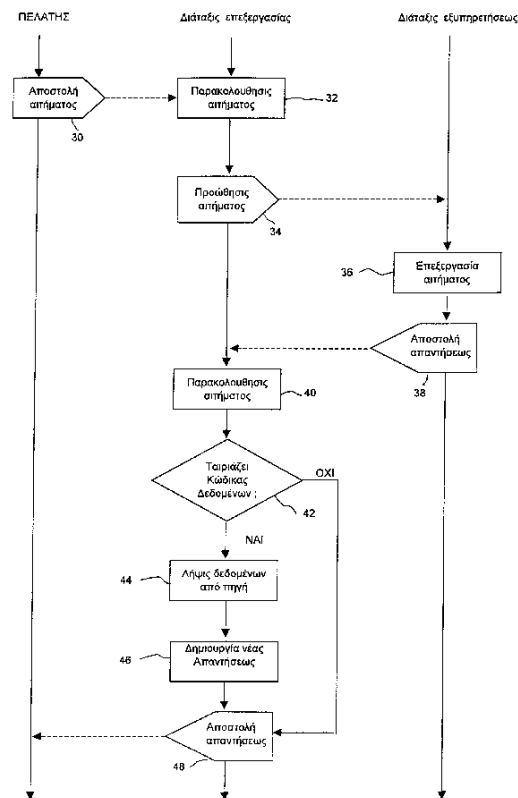 ΠΕΛΑΤΗΣ
Διάταξις επεξεργασίας
Διάταξις εξυπηρετήσεως
Αποστολή
αιτήματος
30
Παρακολουθησις
αιτήματος
32
Προώθησις
αιτήματος
34
Επεξεργασία
αιτήματος
36
Αποστολή
απαντήσεως
38
Παρακολουθησις
αιτήματος
40
Ταιριάζει
Κώδικας
Δεδομένων ;
42
ΟΧΙ
ΝΑΙ
Λήψις δεδομένων
από πηγή
44
Δημιουργία νέας
Απαντήσεως
46
Αποστολή
απαντήσεως
48